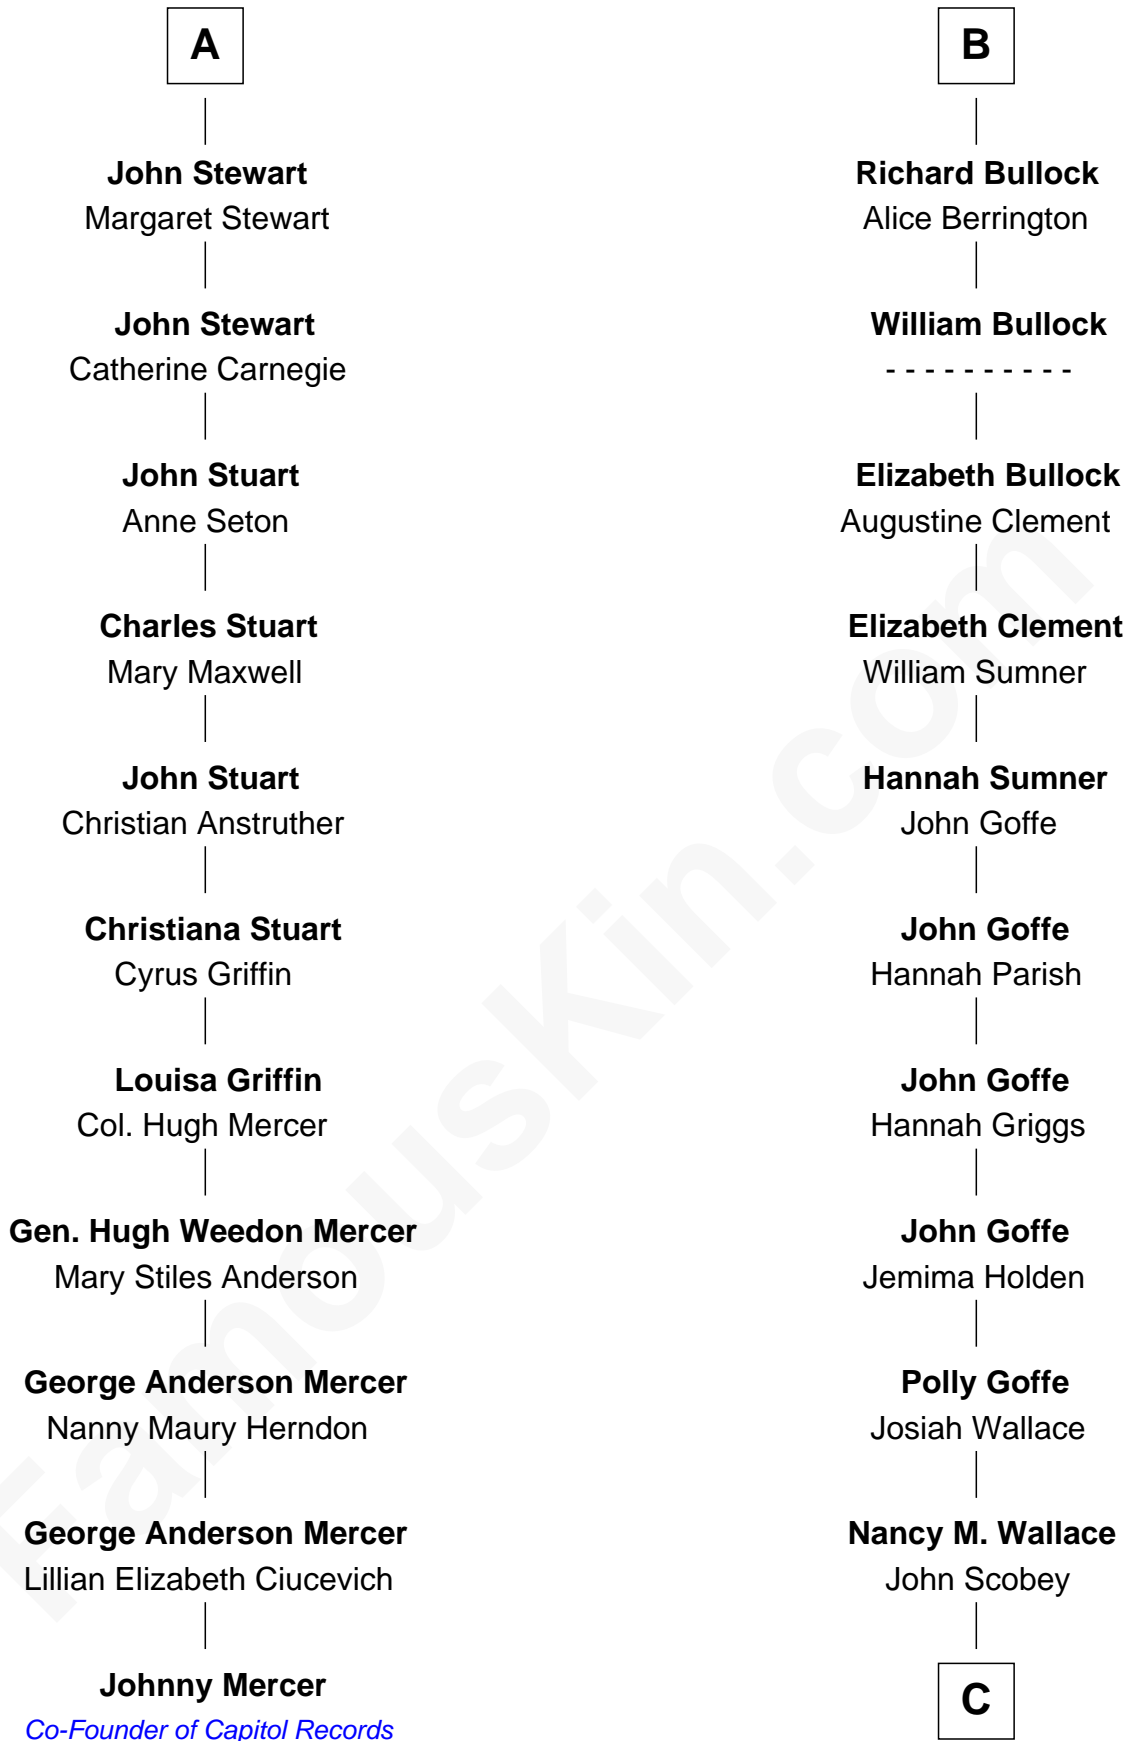 A
John Stewart
Margaret Stewart
John Stewart
Catherine Carnegie
John Stuart
Anne Seton
Charles Stuart
Mary Maxwell
John Stuart
Christian Anstruther
Christiana Stuart
Cyrus Griffin
Louisa Griffin
Col. Hugh Mercer
Gen. Hugh Weedon Mercer
Mary Stiles Anderson
George Anderson Mercer
Nanny Maury Herndon
George Anderson Mercer
Lillian Elizabeth Ciucevich
Johnny Mercer
Co-Founder of Capitol Records
B
Richard Bullock
Alice Berrington
William Bullock
- - - - - - - - - -
Elizabeth Bullock
Augustine Clement
Elizabeth Clement
William Sumner
Hannah Sumner
John Goffe
John Goffe
Hannah Parish
John Goffe
Hannah Griggs
John Goffe
Jemima Holden
Polly Goffe
Josiah Wallace
Nancy M. Wallace
John Scobey
C
FamousKin.com